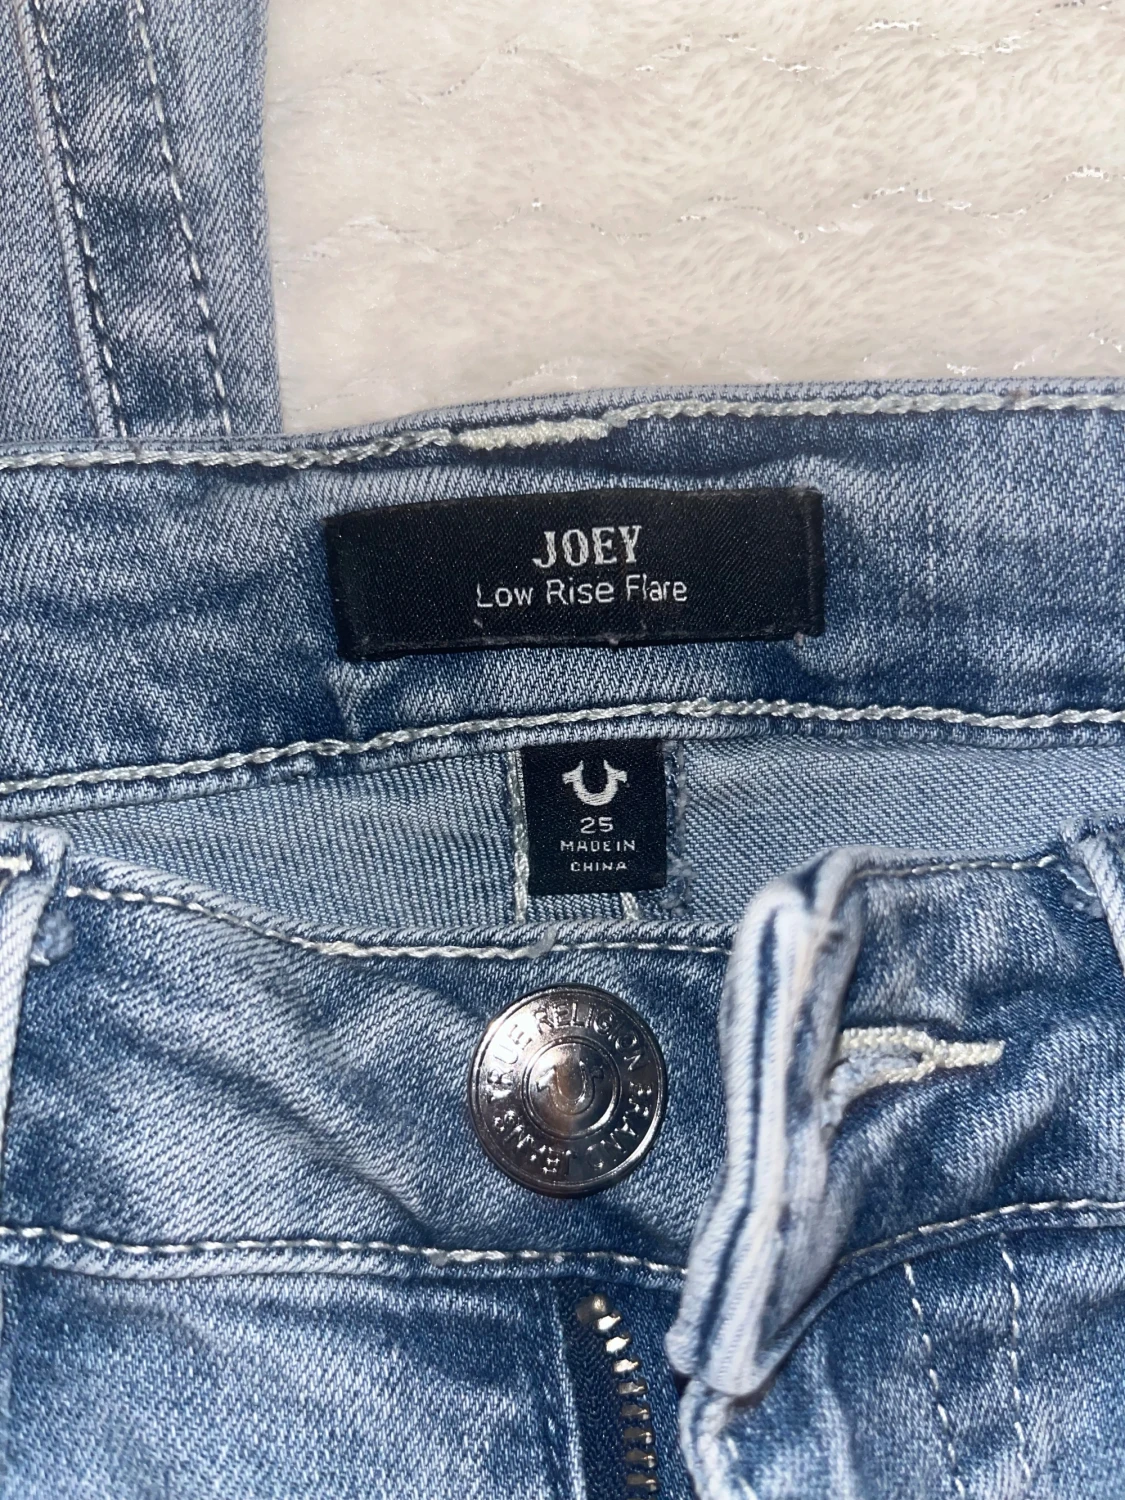 JOEY
Low Rise Flare
25
MADE IN
CHINA
TRUE RELIGION BRAND JEANS